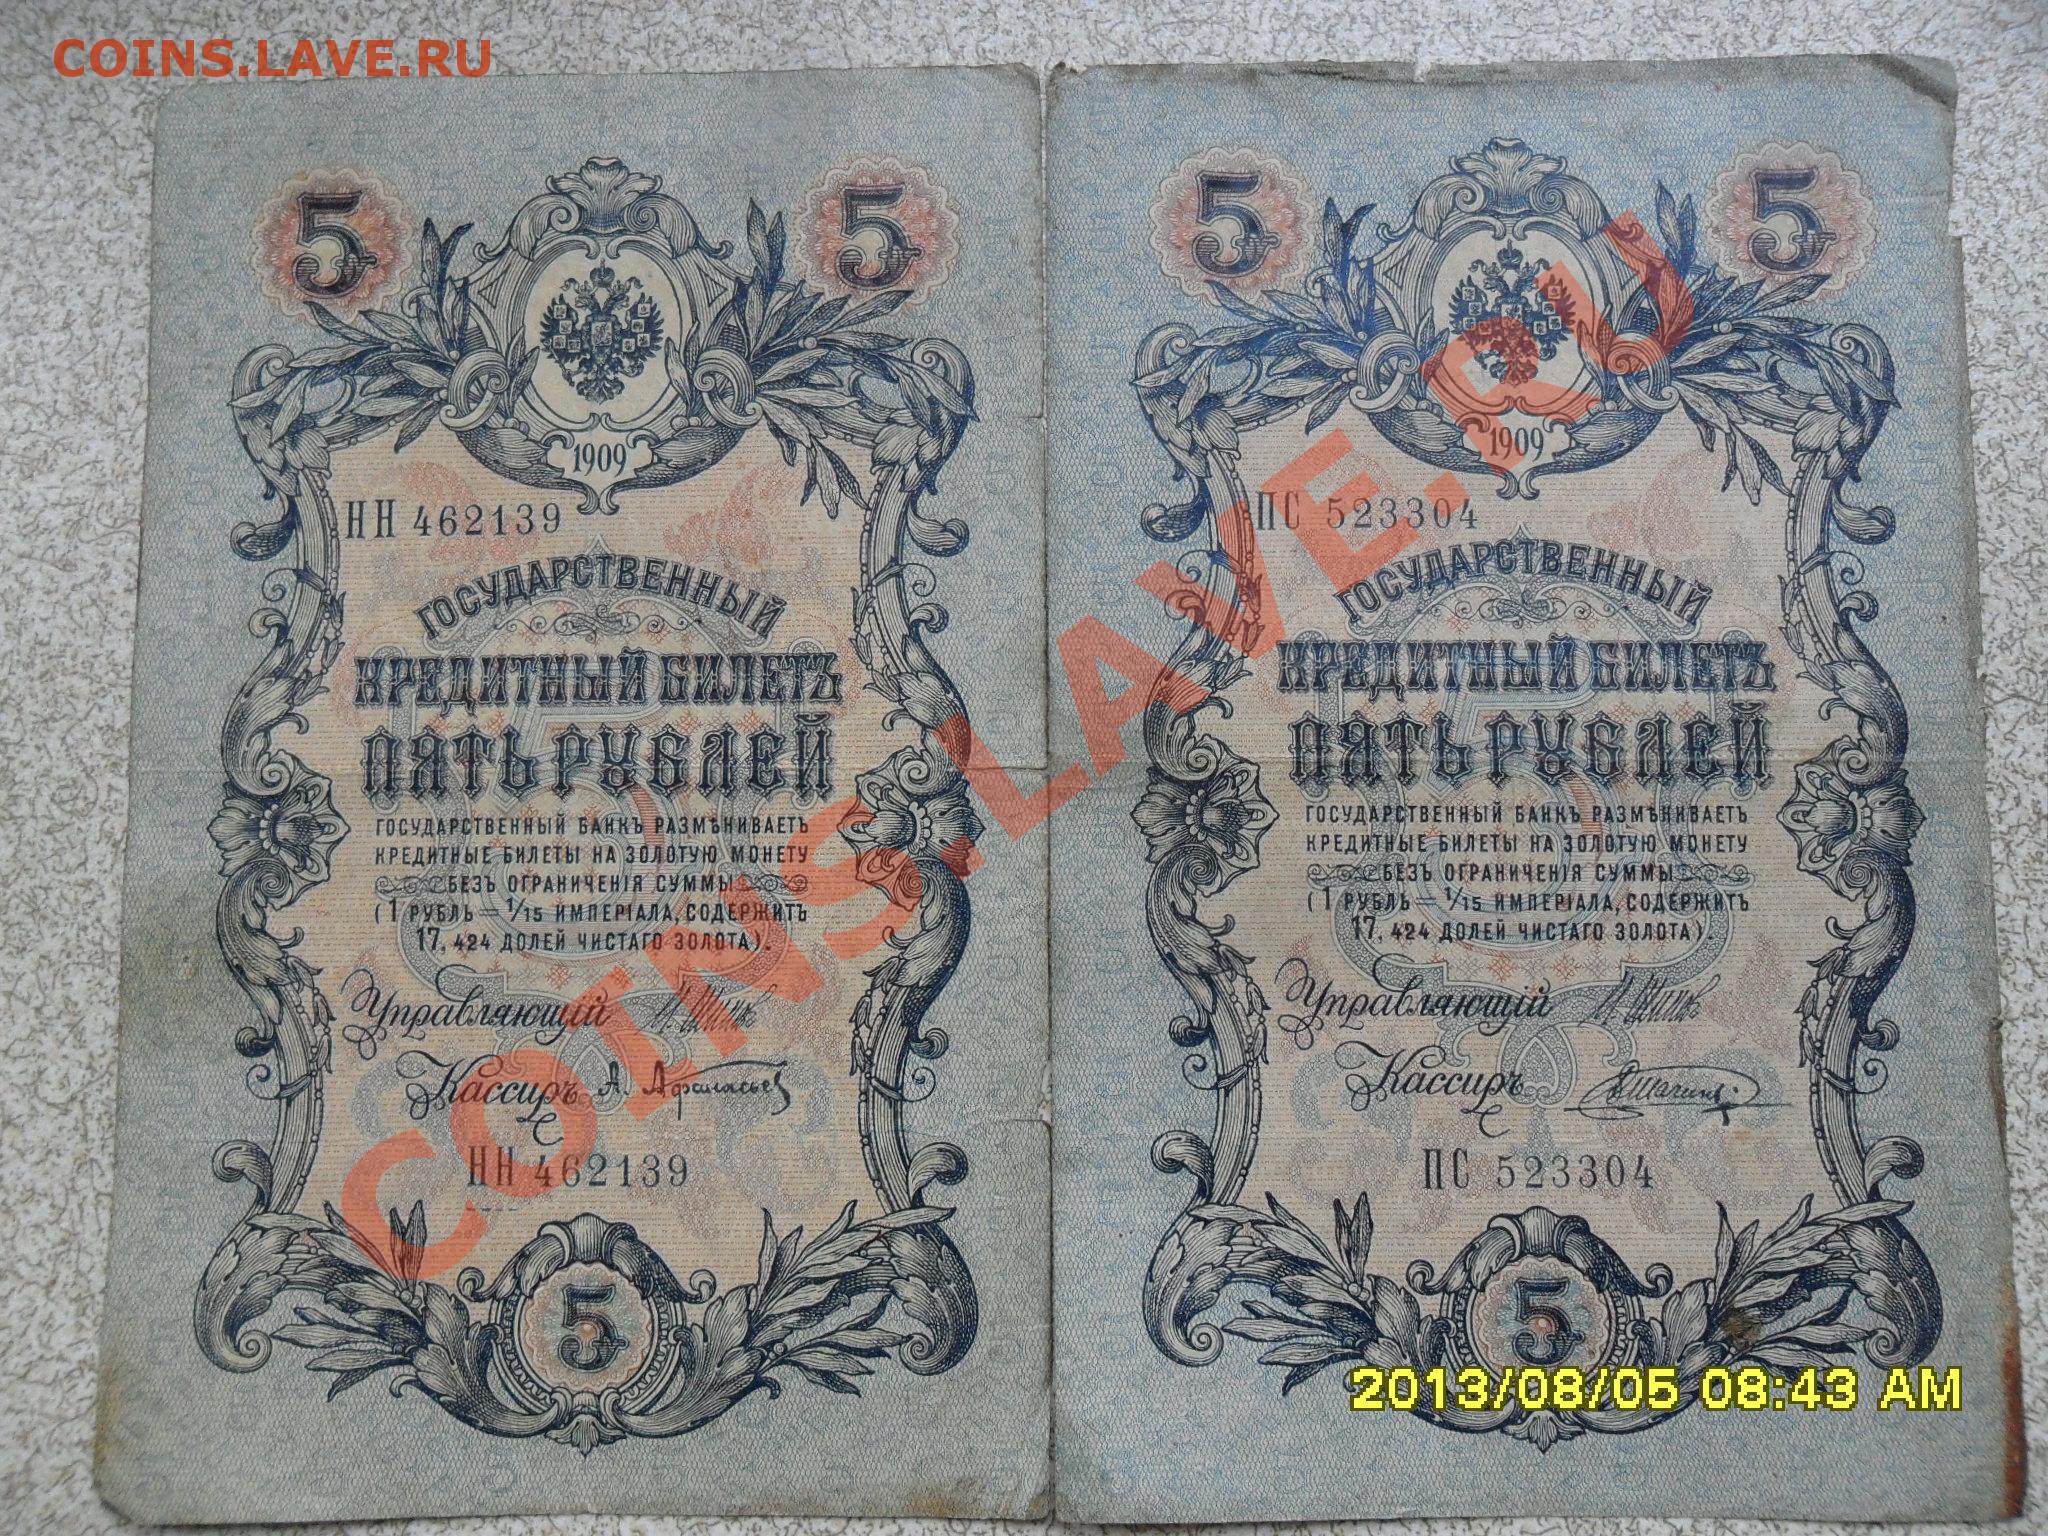 COINS.LAVE.RU
5 5
1909
НН 462139
ГОСУДАРСТВЕННЫЙ
КРЕДИТНЫЙ БИЛЕТЪ
ПЯТЬ РУБЛЕЙ
ГОСУДАРСТВЕННЫЙ БАНКЪ РАЗМѢНИВАЕТЪ
КРЕДИТНЫЕ БИЛЕТЫ НА ЗОЛОТУЮ МОНЕТУ
БЕЗЪ ОГРАНИЧЕНІЯ СУММЫ
(1 РУБЛЬ = 1/15 ИМПЕРІАЛА, СОДЕРЖИТЪ
17,424 ДОЛЕЙ ЧИСТАГО ЗОЛОТА).
Управляющій И. Шипов
Кассиръ А. Афанасьев
НН 462139
5
5 5
1909
ПС 523304
ГОСУДАРСТВЕННЫЙ
КРЕДИТНЫЙ БИЛЕТЪ
ПЯТЬ РУБЛЕЙ
ГОСУДАРСТВЕННЫЙ БАНКЪ РАЗМѢНИВАЕТЪ
КРЕДИТНЫЕ БИЛЕТЫ НА ЗОЛОТУЮ МОНЕТУ
БЕЗЪ ОГРАНИЧЕНІЯ СУММЫ
(1 РУБЛЬ = 1/15 ИМПЕРІАЛА, СОДЕРЖИТЪ
17,424 ДОЛЕЙ ЧИСТАГО ЗОЛОТА).
Управляющій И. Шипов
Кассиръ
ПС 523304
5
COINS.LAVE.RU
2013/08/05 08:43 AM